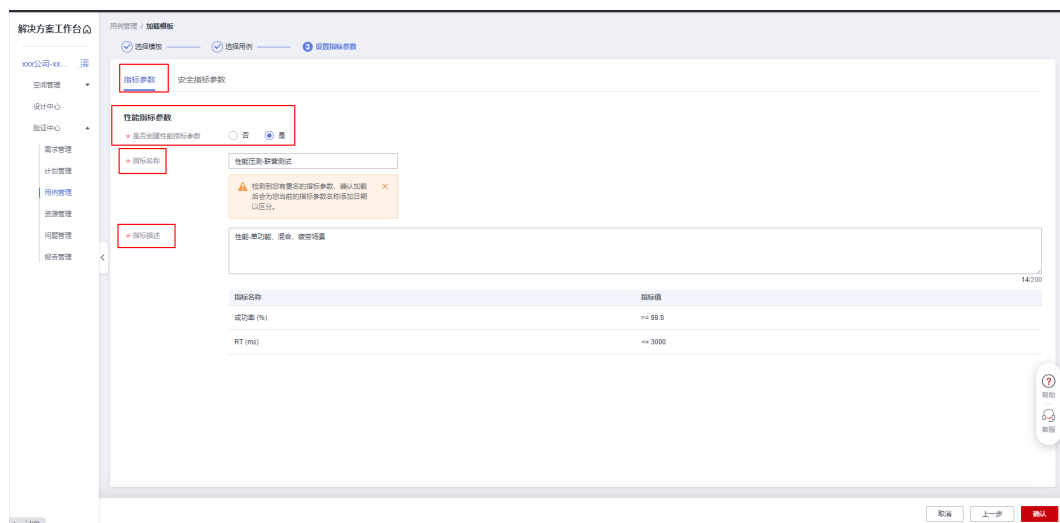 解决方案工作台
用例管理 / 加载模板
选择模板
选择用例
3 设置指标参数
xxx公司-xx...
空间管理
设计中心
验证中心
需求管理
计划管理
用例管理
资源管理
问题管理
报告管理
指标参数
安全指标参数
性能指标参数
* 是否创建性能指标参数
否
是
* 指标名称
性能压测-联营测试
检测到您有重名的指标参数，确认加载
后会为您当前的指标参数名称添加日期
以区分。
* 指标描述
性能-单功能、混合、疲劳场景
14/200
指标名称 指标值
成功率 (%) >= 99.8
RT (ms) <= 3000
帮助
客服
取消
上一步
确认